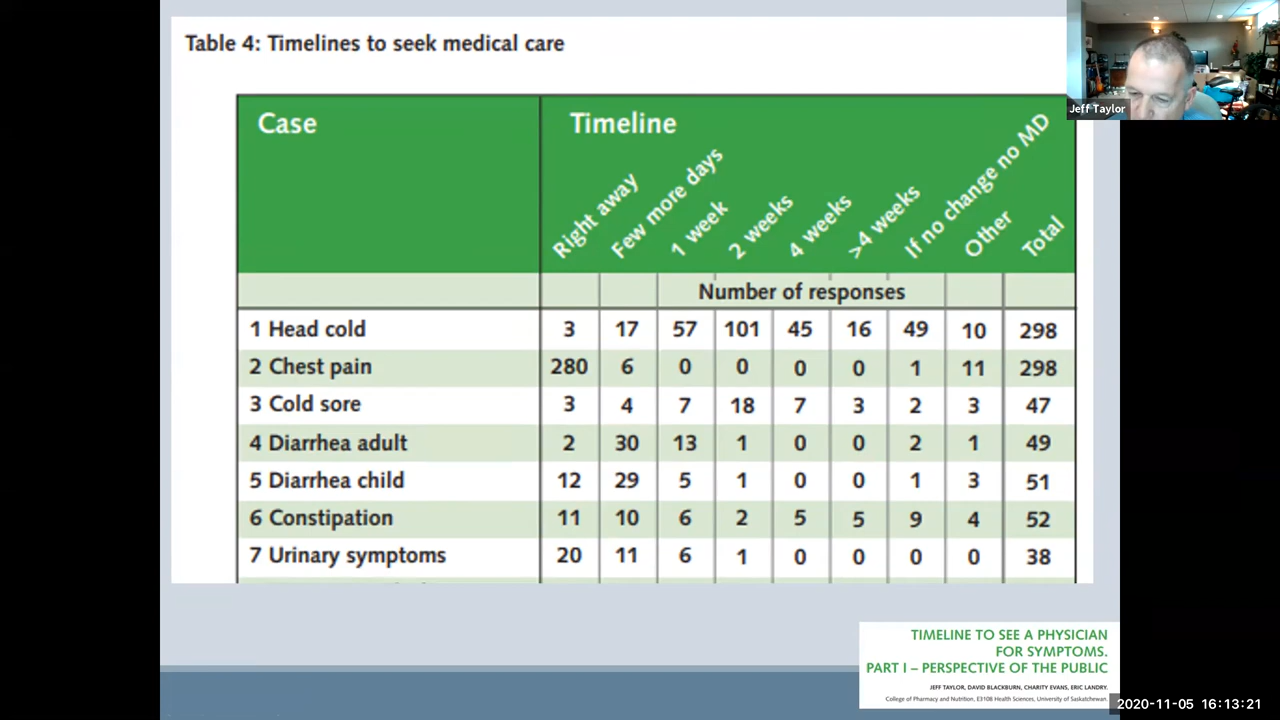 Table 4: Timelines to seek medical care
Jeff Taylor
Case Timeline
Right away Few more days 1 week 2 weeks 4 weeks >4 weeks If no change no MD Other Total
Number of responses
1 Head cold 3 17 57 101 45 16 49 10 298
2 Chest pain 280 6 0 0 0 0 1 11 298
3 Cold sore 3 4 7 18 7 3 2 3 47
4 Diarrhea adult 2 30 13 1 0 0 2 1 49
5 Diarrhea child 12 29 5 1 0 0 1 3 51
6 Constipation 11 10 6 2 5 5 9 4 52
7 Urinary symptoms 20 11 6 1 0 0 0 0 38
TIMELINE TO SEE A PHYSICIAN
FOR SYMPTOMS.
PART I – PERSPECTIVE OF THE PUBLIC
JEFF TAYLOR, DAVID BLACKBURN, CHARITY EVANS, ERIC LANDRY.
College of Pharmacy and Nutrition, E3108 Health Sciences, University of Saskatchewan.
2020-11-05 16:13:21